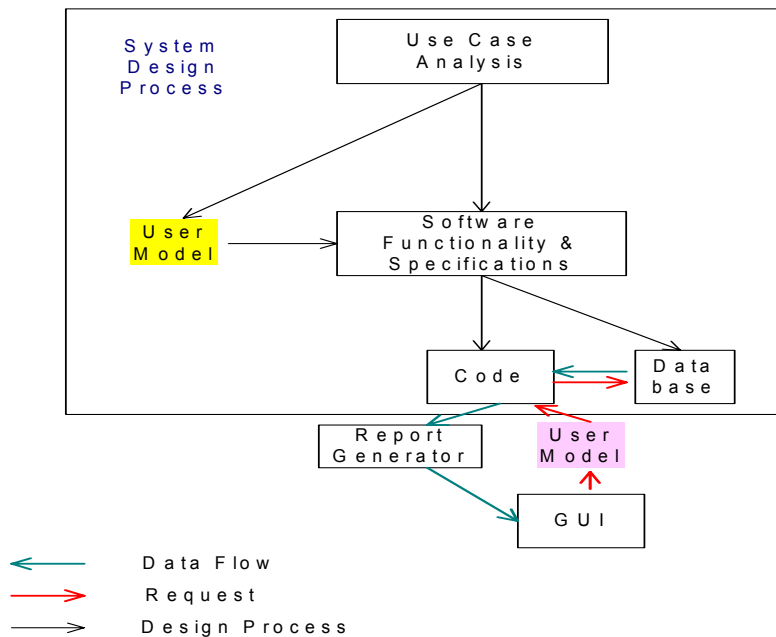 System
Design
Process
Use Case
Analysis
User
Model
Software
Functionality &
Specifications
Code
Data
base
Report
Generator
User
Model
GUI
Data Flow
Request
Design Process